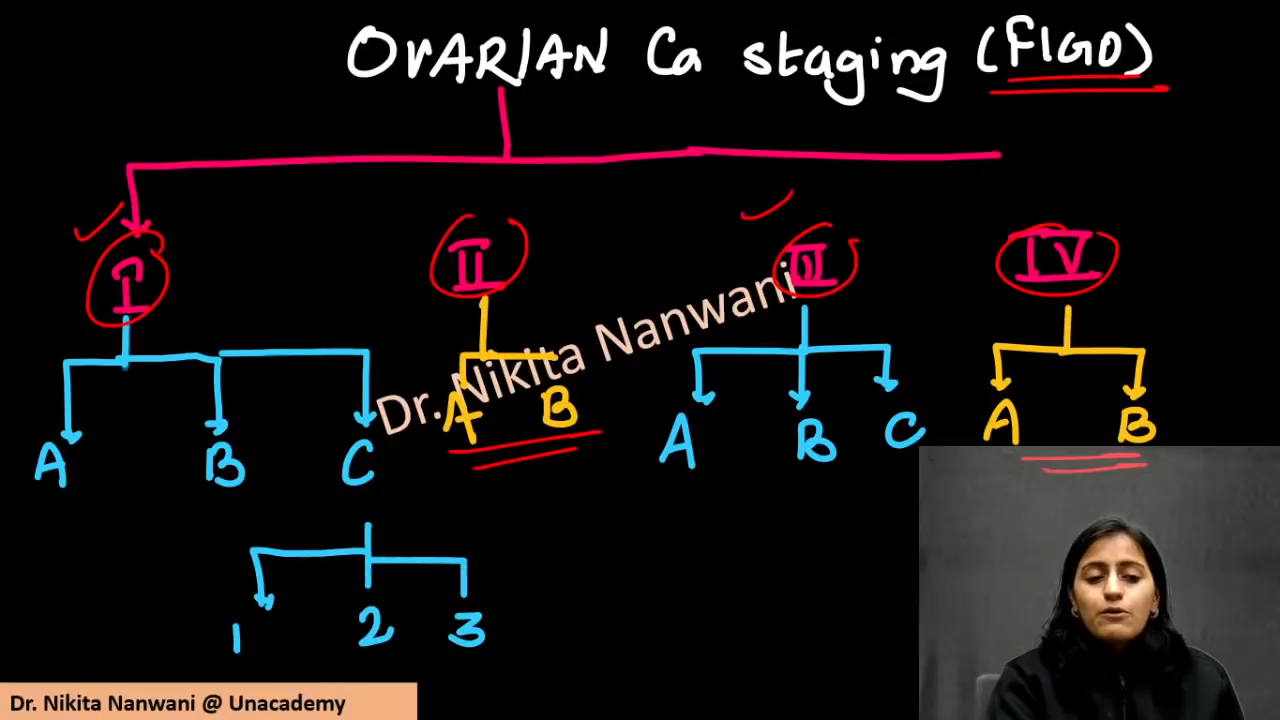 OVARIAN Ca staging (FIGO)
I II III IV
A B C A B A B C A B
1 2 3
Dr. Nikita Nanwani
Dr. Nikita Nanwani @ Unacademy